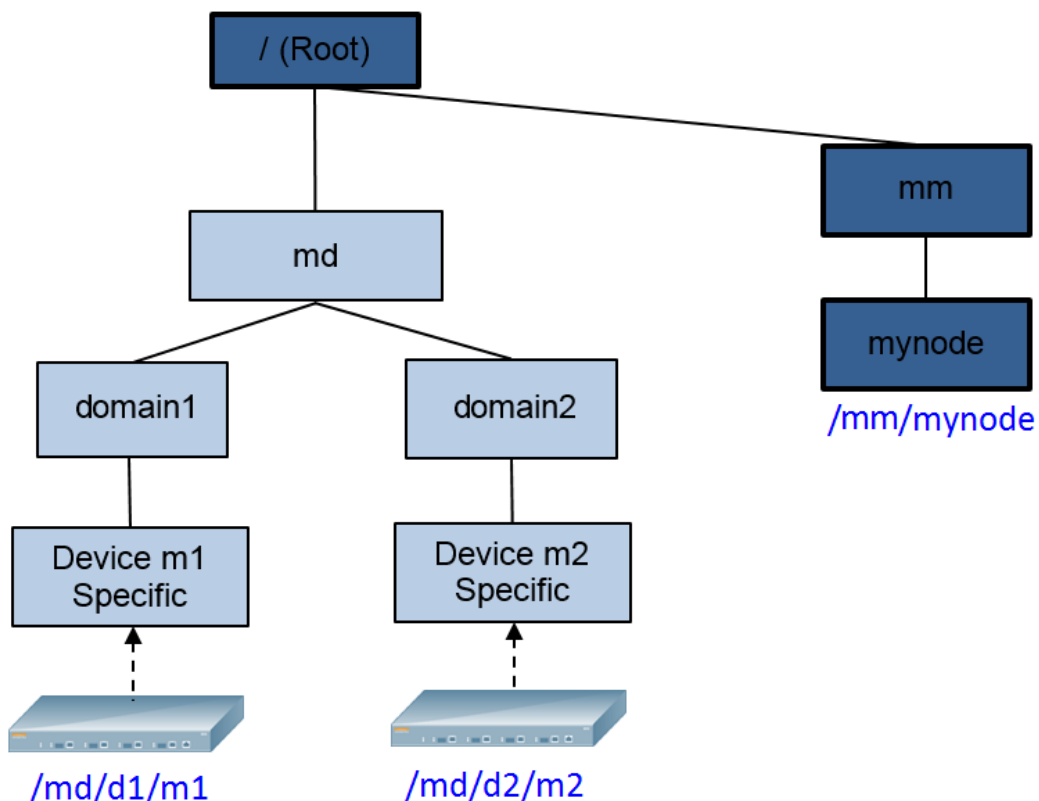 / (Root)
mm
md
mynode
domain1
domain2
/mm/mynode
Device m1
Specific
Device m2
Specific
/md/d1/m1
/md/d2/m2